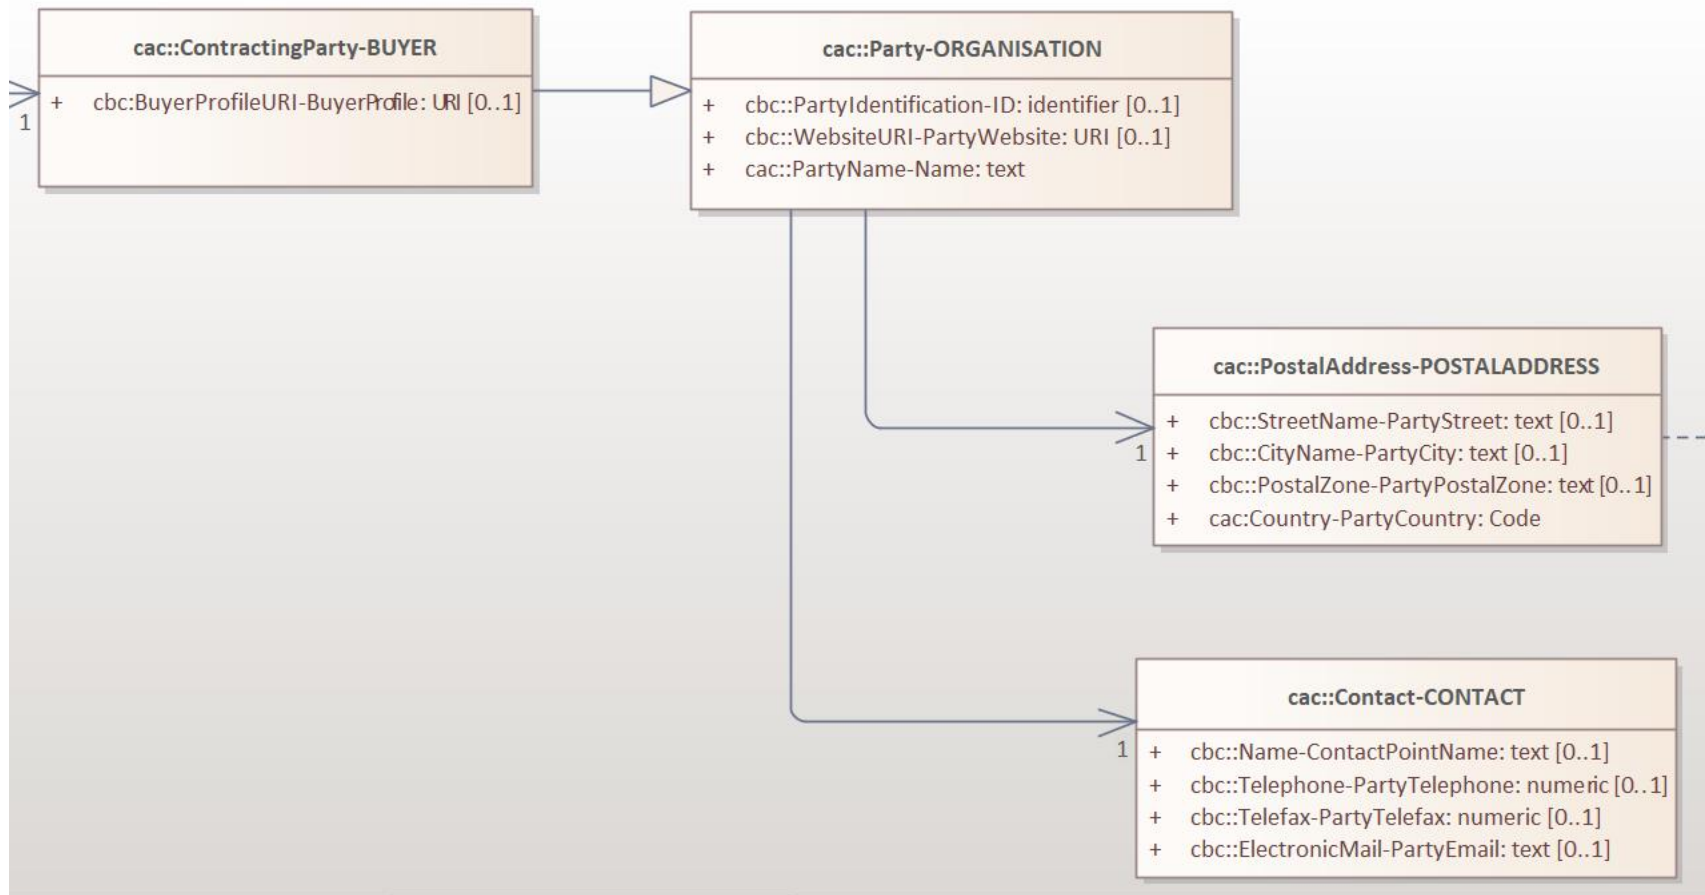 cac::ContractingParty-BUYER
+ cbc:BuyerProfileURI-BuyerProfile: URI [0..1]
1
cac::Party-ORGANISATION
+ cbc::PartyIdentification-ID: identifier [0..1]
+ cbc::WebsiteURI-PartyWebsite: URI [0..1]
+ cac::PartyName-Name: text
cac::PostalAddress-POSTALADDRESS
+ cbc::StreetName-PartyStreet: text [0..1]
1
+ cbc::CityName-PartyCity: text [0..1]
+ cbc::PostalZone-PartyPostalZone: text [0..1]
+ cac:Country-PartyCountry: Code
cac::Contact-CONTACT
1
+ cbc::Name-ContactPointName: text [0..1]
+ cbc::Telephone-PartyTelephone: numeric [0..1]
+ cbc::Telefax-PartyTelefax: numeric [0..1]
+ cbc::ElectronicMail-PartyEmail: text [0..1]